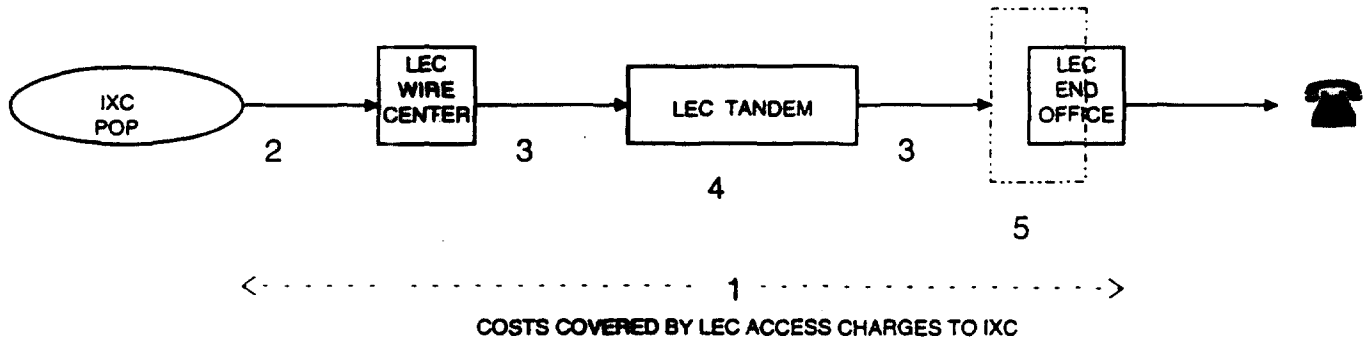 IXC
POP
2
LEC
WIRE
CENTER
3
LEC TANDEM
4
3
LEC
END
OFFICE
5
1
COSTS COVERED BY LEC ACCESS CHARGES TO IXC